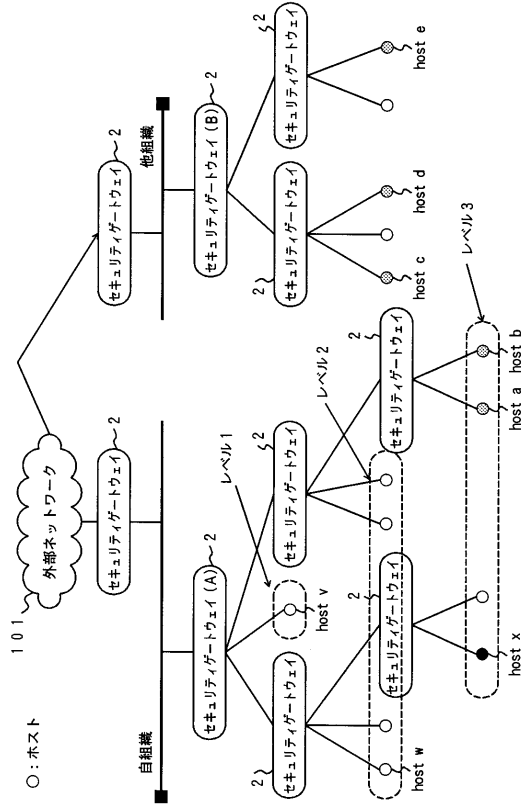 ○：ホスト
101
外部ネットワーク
セキュリティゲートウェイ
2
セキュリティゲートウェイ
2
自組織
他組織
セキュリティゲートウェイ(A)
2
セキュリティゲートウェイ(B)
2
レベル1
セキュリティゲートウェイ
2
host v
セキュリティゲートウェイ
2
セキュリティゲートウェイ
2
セキュリティゲートウェイ
2
レベル2
host w
セキュリティゲートウェイ
2
セキュリティゲートウェイ
2
host c
host d
host e
レベル3
host x
host a
host b